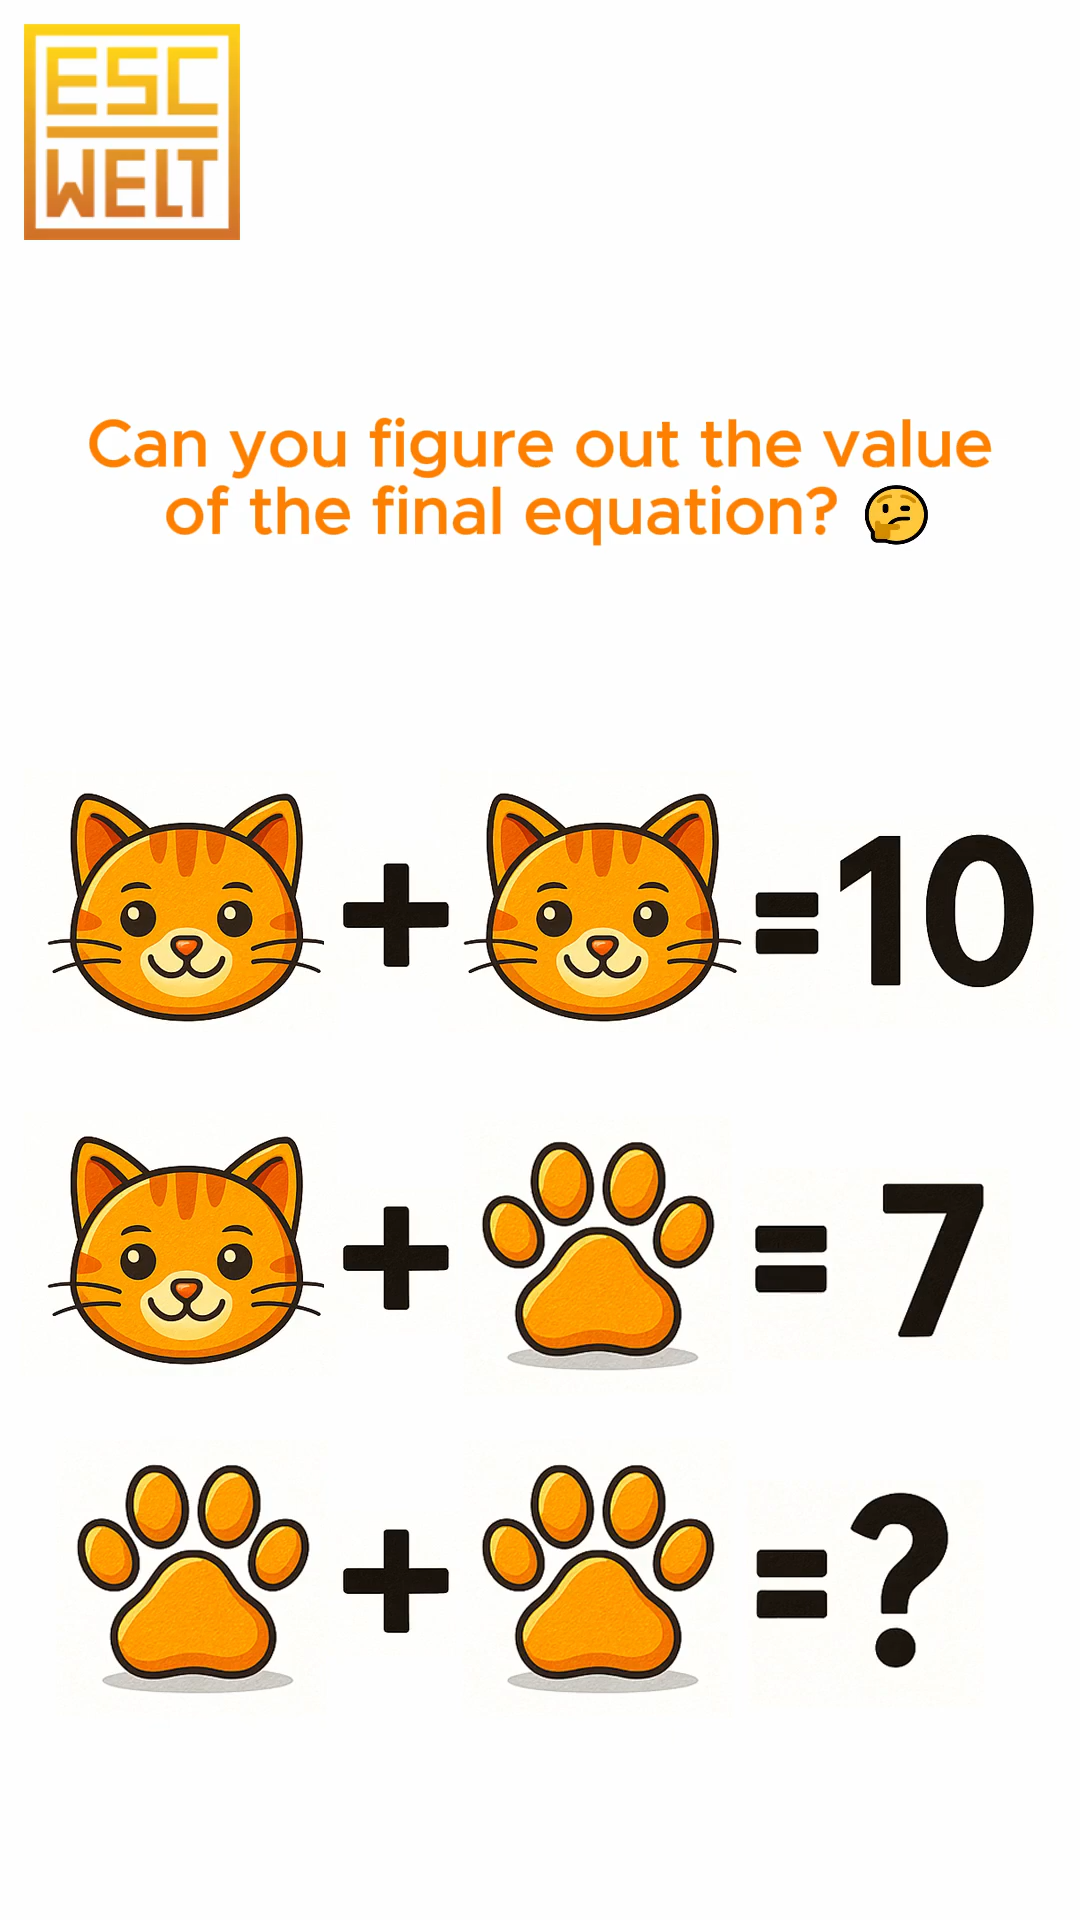 ESC
WELT
Can you figure out the value
of the final equation? 🤔
+ =10
+ = 7
+ =?